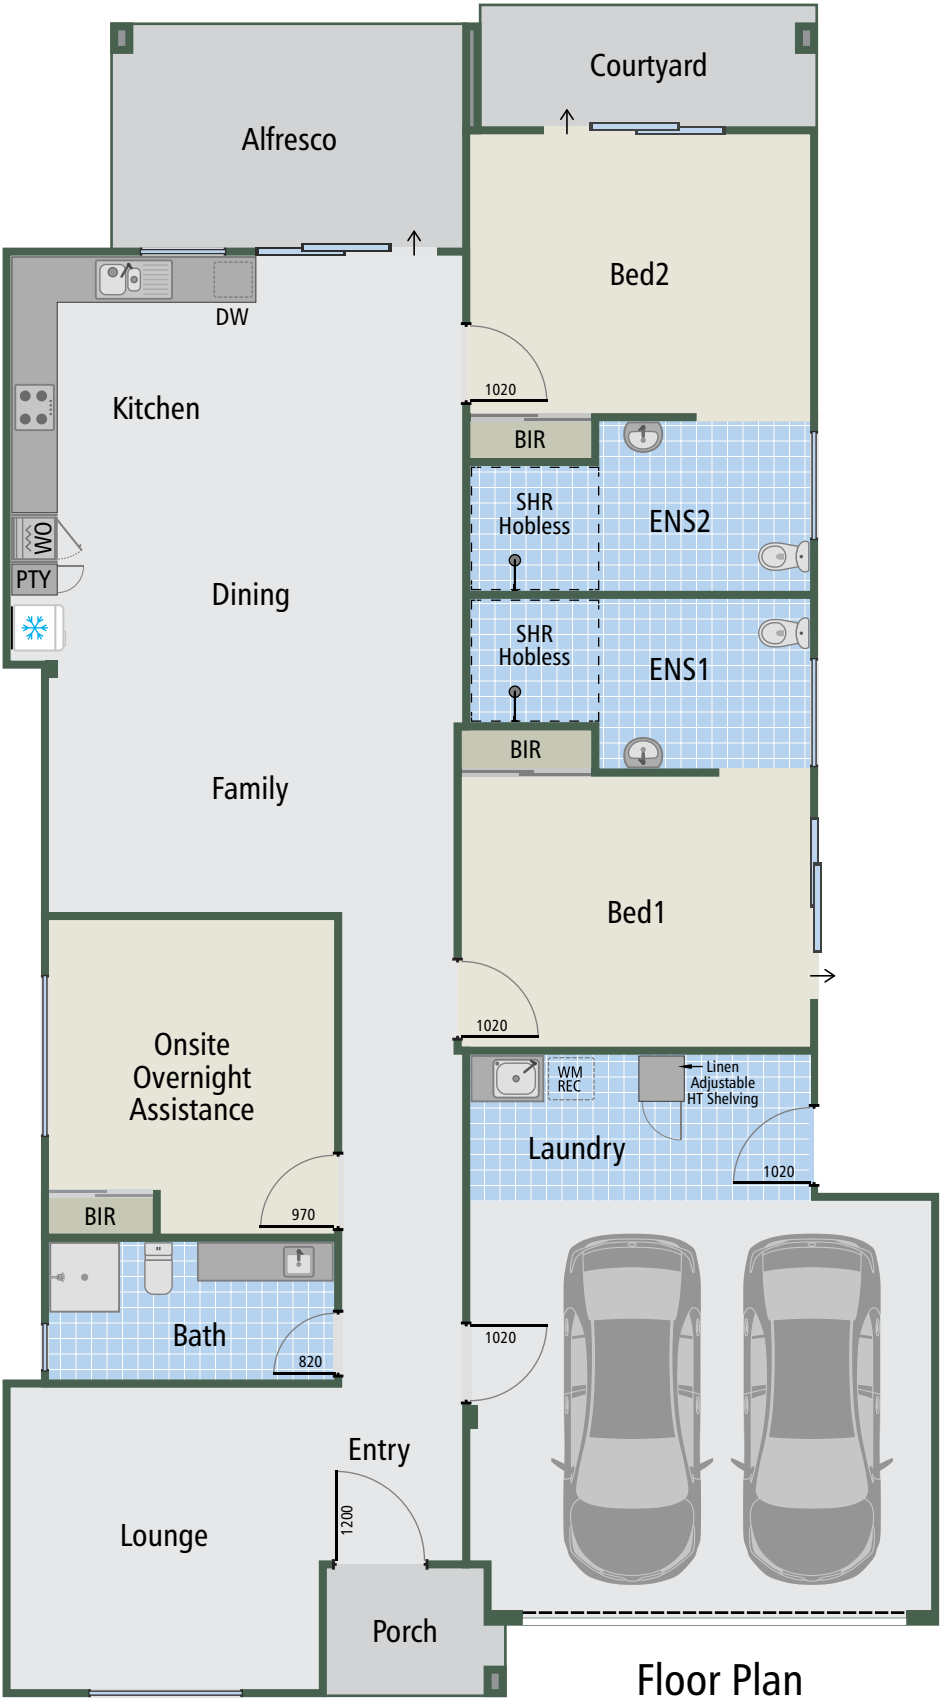 Courtyard
Alfresco
Bed2
DW
1020
Kitchen
BIR
SHR
Hobless
ENS2
WO
PTY
Dining
SHR
Hobless
ENS1
BIR
Family
Bed1
1020
Onsite
Overnight
Assistance
WM
REC
Linen
Adjustable
HT Shelving
Laundry
1020
970
BIR
Bath
820
1020
Entry
1200
Lounge
Porch
Floor Plan